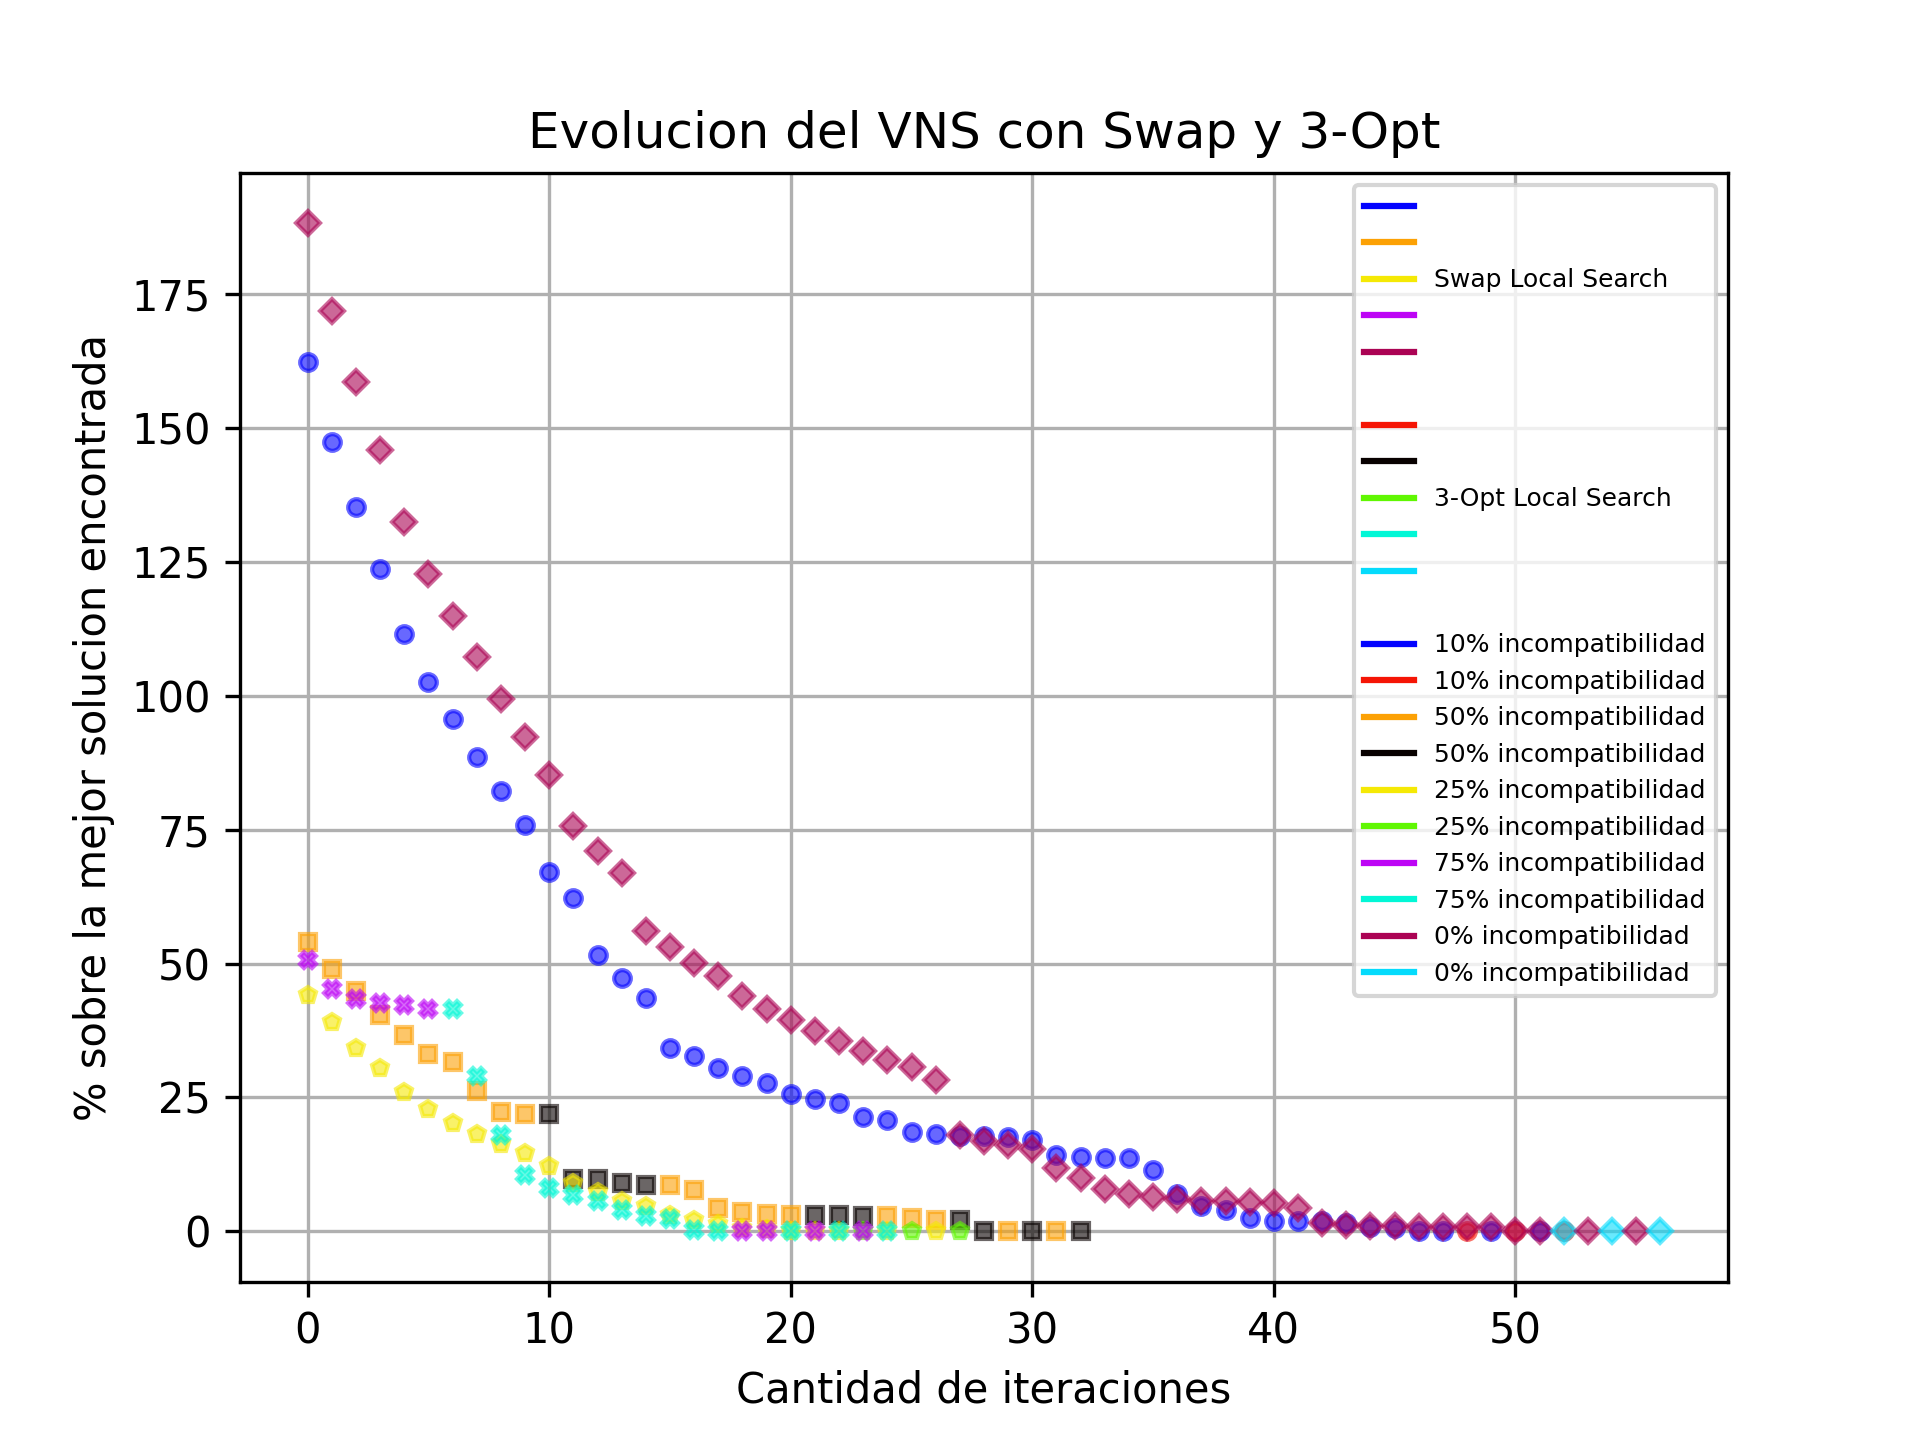 Evolucion del VNS con Swap y 3-Opt
% sobre la mejor solucion encontrada
175
150
125
100
75
50
25
0
0 10 20 30 40 50
Cantidad de iteraciones
Swap Local Search
3-Opt Local Search
10% incompatibilidad
10% incompatibilidad
50% incompatibilidad
50% incompatibilidad
25% incompatibilidad
25% incompatibilidad
75% incompatibilidad
75% incompatibilidad
0% incompatibilidad
0% incompatibilidad